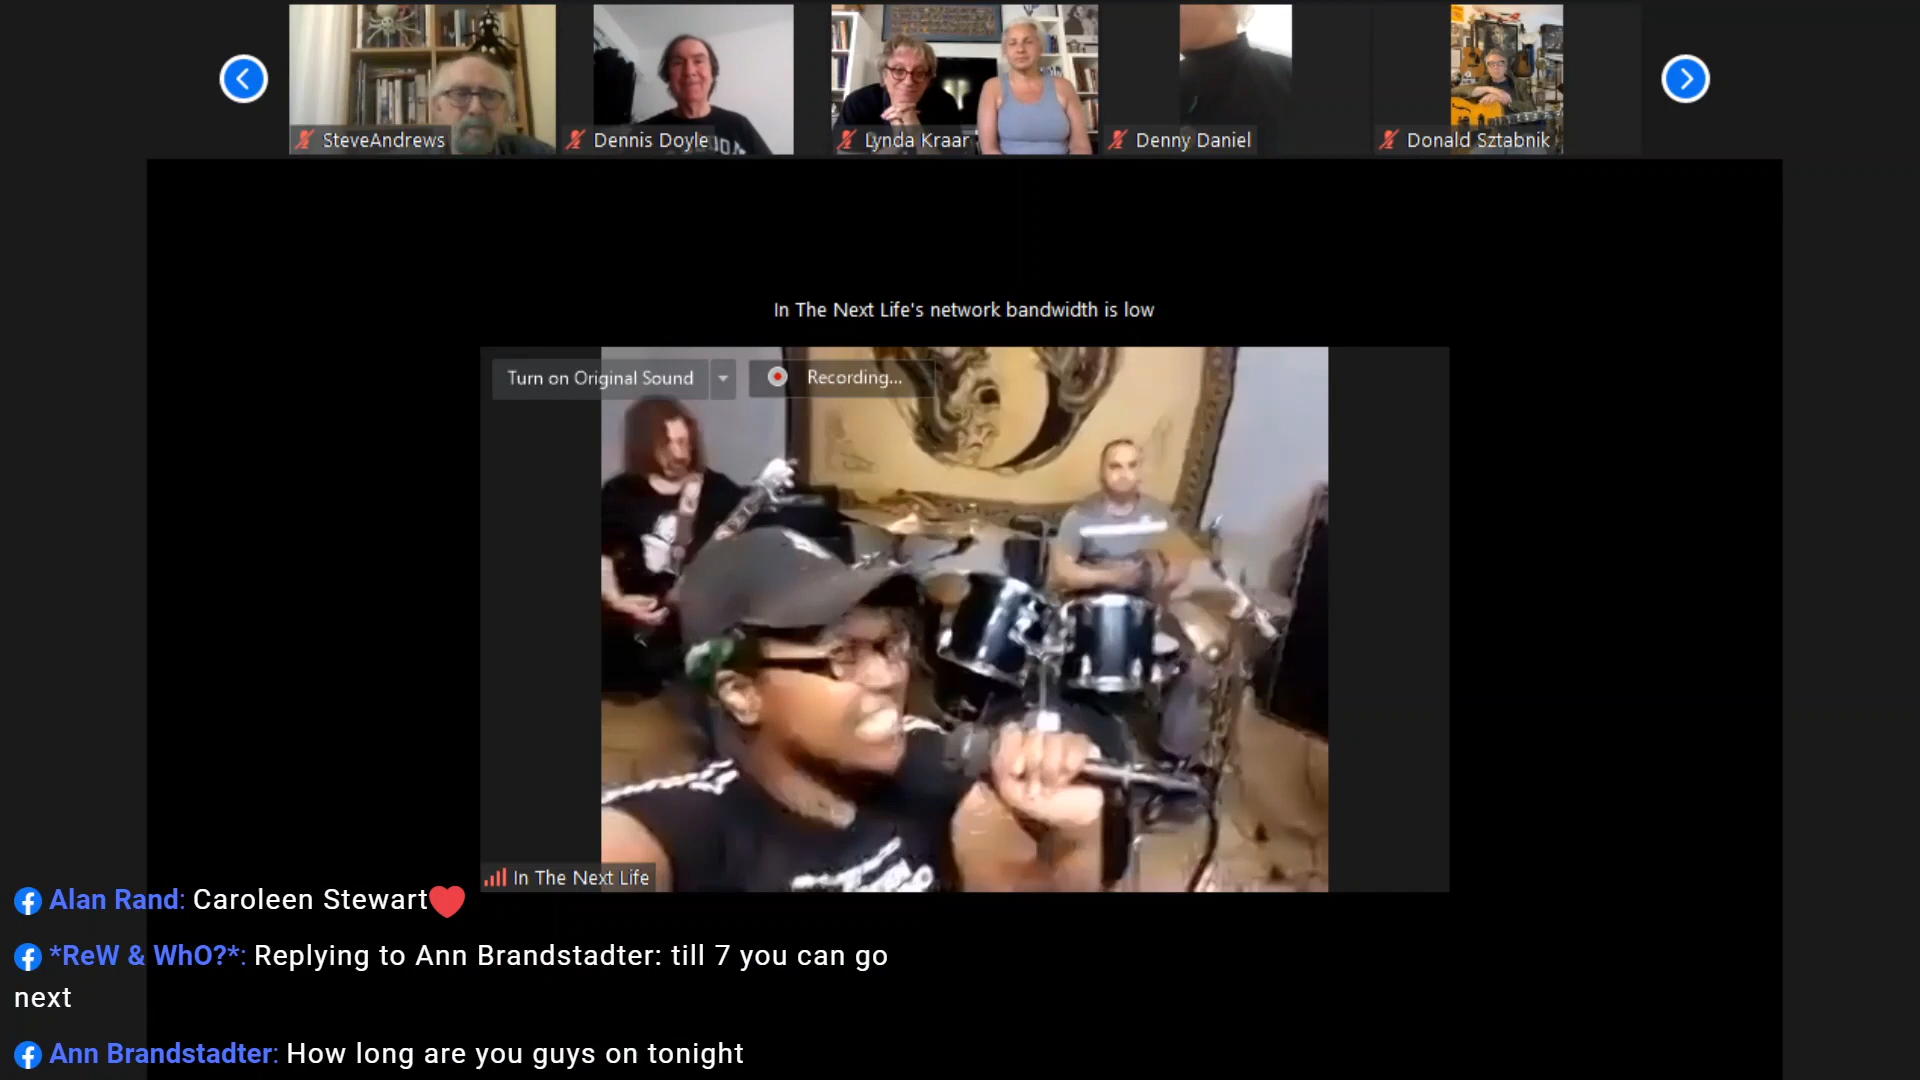 SteveAndrews
Dennis Doyle
Lynda Kraar
Denny Daniel
Donald Sztabnik
In The Next Life's network bandwidth is low
Turn on Original Sound
Recording...
In The Next Life
Alan Rand: Caroleen Stewart❤
*ReW & WhO?*: Replying to Ann Brandstadter: till 7 you can go
next
Ann Brandstadter: How long are you guys on tonight